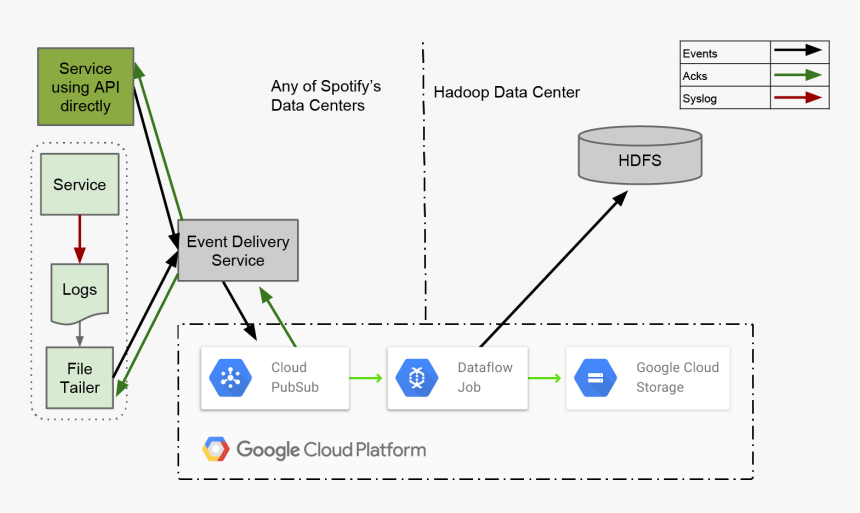 Service
using API
directly
Any of Spotify's
Data Centers
Hadoop Data Center
Events
Acks
Syslog
HDFS
Service
Logs
File
Tailer
Event Delivery
Service
Cloud
PubSub
Dataflow
Job
Google Cloud
Storage
Google Cloud Platform